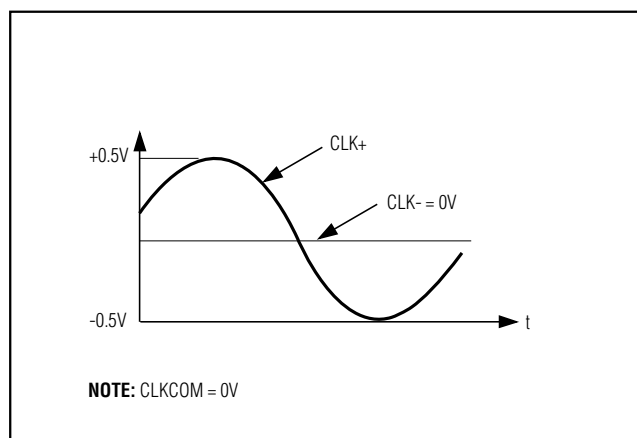 +0.5V
CLK+
CLK- = 0V
-0.5V
t
NOTE: CLKCOM = 0V